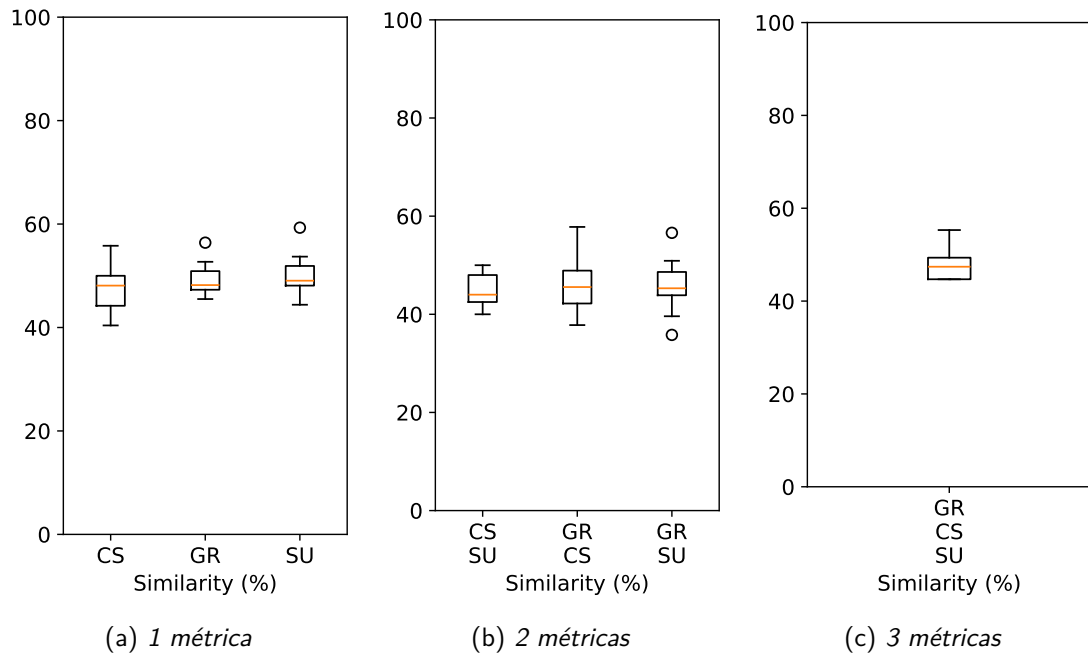 100
80
60
40
20
0
CS GR SU
Similarity (%)
(a) 1 métrica
100
80
60
40
20
0
CS GR GR
SU CS SU
Similarity (%)
(b) 2 métricas
100
80
60
40
20
0
GR
CS
SU
Similarity (%)
(c) 3 métricas